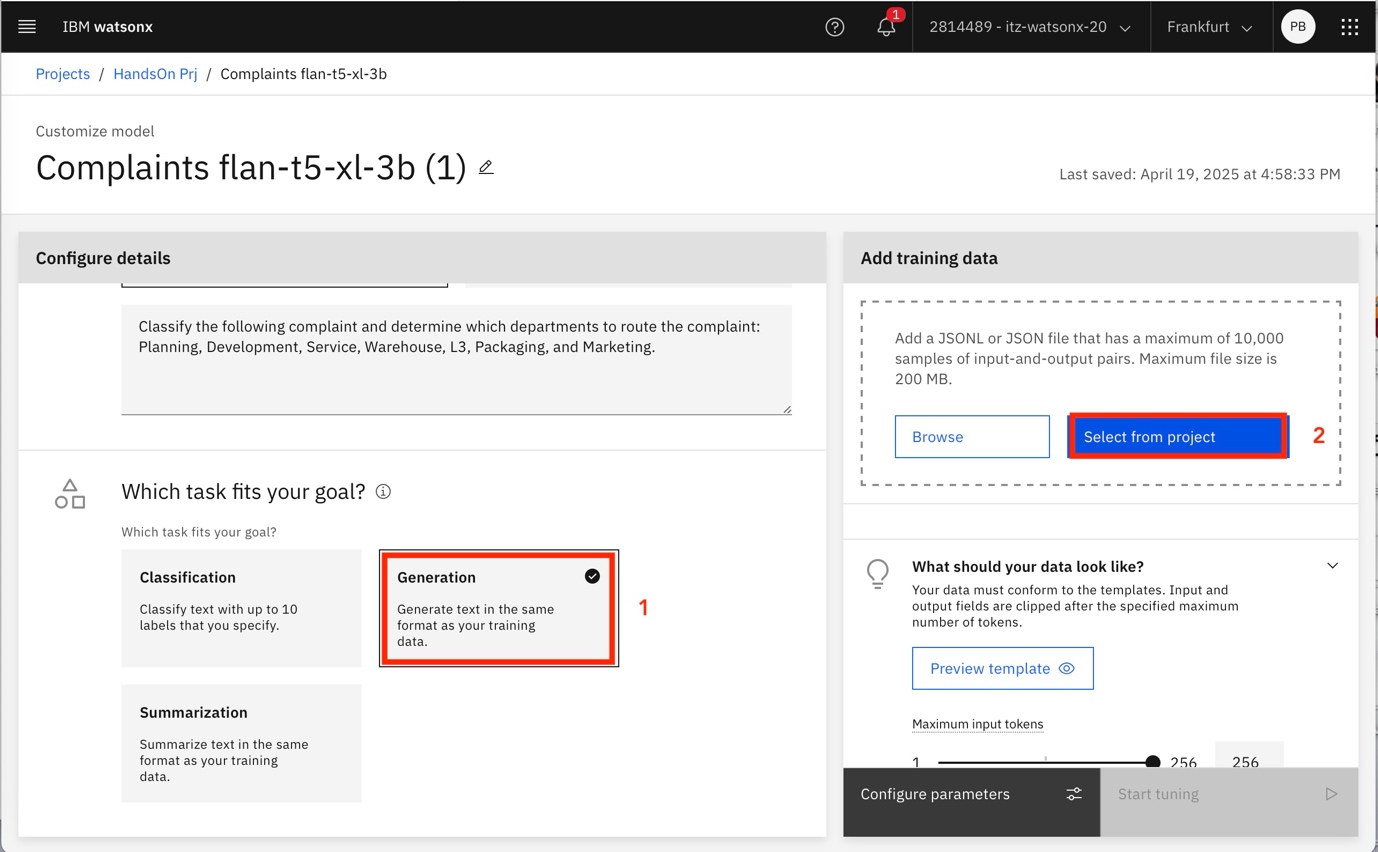 IBM watsonx
1
2814489 - itz-watsonx-20
Frankfurt
PB
Projects / HandsOn Prj / Complaints flan-t5-xl-3b
Customize model
Complaints flan-t5-xl-3b (1)
Last saved: April 19, 2025 at 4:58:33 PM
Configure details
Classify the following complaint and determine which departments to route the complaint:
Planning, Development, Service, Warehouse, L3, Packaging, and Marketing.
Which task fits your goal?
Which task fits your goal?
Classification
Classify text with up to 10
labels that you specify.
Generation
Generate text in the same
format as your training
data.
1
Summarization
Summarize text in the same
format as your training
data.
Add training data
Add a JSONL or JSON file that has a maximum of 10,000
samples of input-and-output pairs. Maximum file size is
200 MB.
Browse
Select from project
2
What should your data look like?
Your data must conform to the templates. Input and
output fields are clipped after the specified maximum
number of tokens.
Preview template
Maximum input tokens
1 256 256
Configure parameters
Start tuning